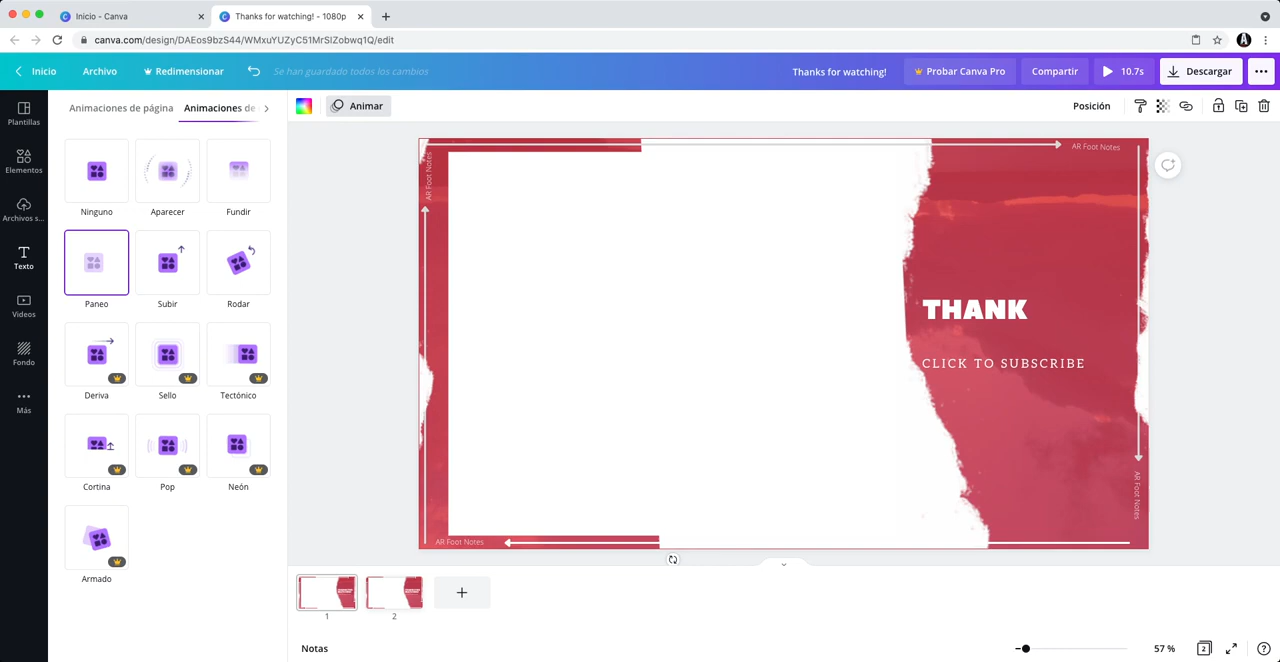 Inicio - Canva
Thanks for watching! - 1080p
canva.com/design/DAEos9bzS44/WMxuYUZyC51MrSIZobwq1Q/edit
Inicio
Archivo
Redimensionar
Se han guardado todos los cambios
Thanks for watching!
Probar Canva Pro
Compartir
10.7s
Descargar
Plantillas
Elementos
Archivos s...
Texto
Videos
Fondo
Más
Animaciones de página
Animaciones de
Ninguno
Aparecer
Fundir
Paneo
Subir
Rodar
Deriva
Sello
Tectónico
Cortina
Pop
Neón
Armado
Animar
Posición
AR Foot Notes
AR Foot Notes
THANK
CLICK TO SUBSCRIBE
AR Foot Notes
AR Foot Notes
1
2
Notas
57 %
2